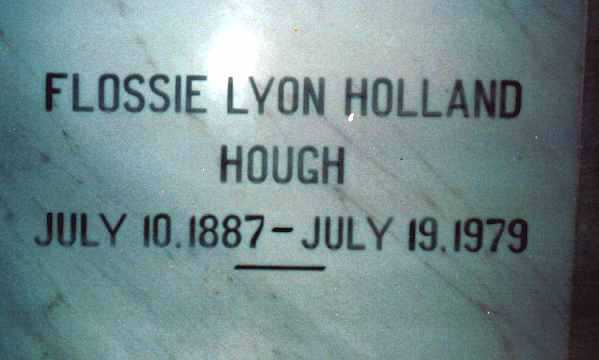 FLOSSIE LYON HOLLAND
HOUGH
JULY 10.1887-JULY 19.1979